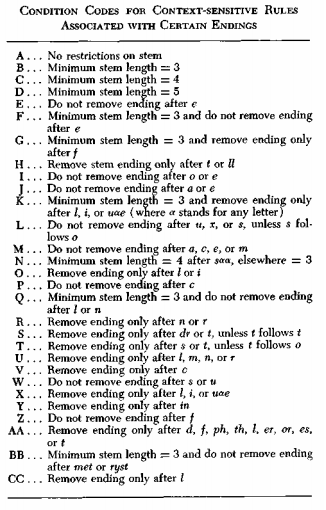 CONDITION CODES FOR CONTEXT-SENSITIVE RULES
ASSOCIATED WITH CERTAIN ENDINGS
A . . . No restrictions on stem
B . . . Minimum stem length = 3
C . . . Minimum stem length = 4
D . . . Minimum stem length = 5
E . . . Do not remove ending after e
F . . . Minimum stem length = 3 and do not remove ending
after e
G . . . Minimum stem length = 3 and remove ending only
after f
H . . . Remove stem ending only after t or ll
I . . . Do not remove ending after o or e
J . . . Do not remove ending after a or e
K . . . Minimum stem length = 3 and remove ending only
after l, i, or uαe (where α stands for any letter)
L . . . Do not remove ending after u, x, or s, unless s fol-
lows o
M . . . Do not remove ending after a, c, e, or m
N . . . Minimum stem length = 4 after sαα, elsewhere = 3
O . . . Remove ending only after l or i
P . . . Do not remove ending after c
Q . . . Minimum stem length = 3 and do not remove ending
after l or n
R . . . Remove ending only after n or r
S . . . Remove ending only after dr or t, unless t follows t
T . . . Remove ending only after s or t, unless t follows o
U . . . Remove ending only after l, m, n, or r
V . . . Remove ending only after c
W . . . Do not remove ending after s or u
X . . . Remove ending only after l, i, or uαe
Y . . . Remove ending only after in
Z . . . Do not remove ending after f
AA . . . Remove ending only after d, f, ph, th, l, er, or, es,
or t
BB . . . Minimum stem length = 3 and do not remove ending
after met or ryst
CC . . . Remove ending only after l